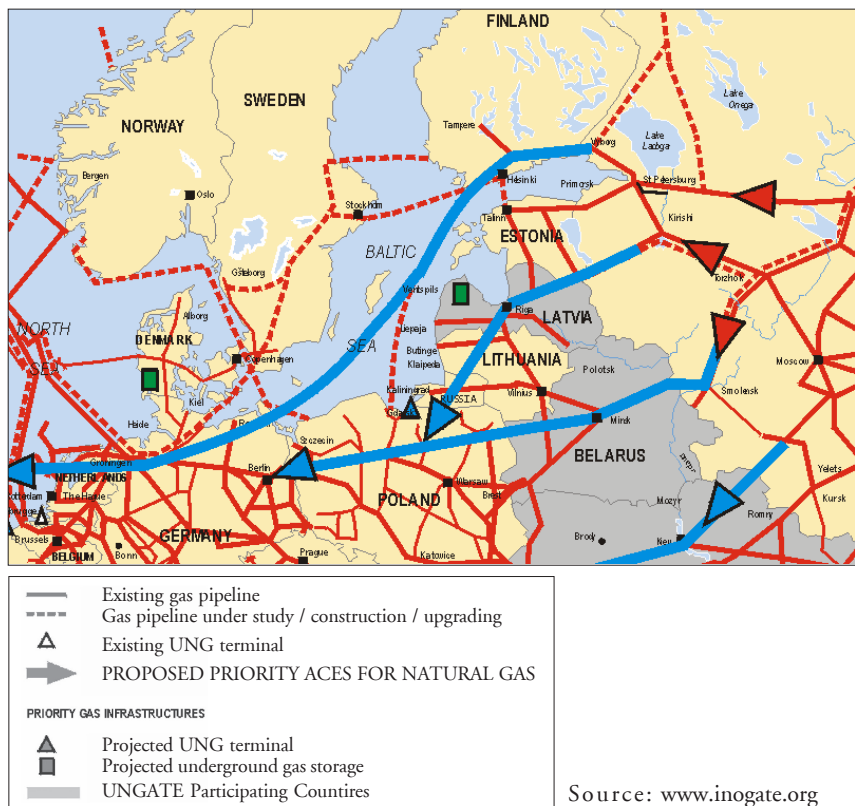 FINLAND
Lake
Onega
SWEDEN
NORWAY
Tampere
Lake
Ladoga
Vyborg
Bergen
Oslo
Helsinki
Primorsk
St.Petersburg
Stockholm
Tallin
Kirishi
ESTONIA
BALTIC
Göteborg
Torzhok
Ventspils
NORTH
Alborg
Riga
LATVIA
Liepaja
DENMARK
SEA
Copenhagen
SEA
Butinge
LITHUANIA
Polotsk
Moscow
Klaipeda
Kaliningrad
Vilnius
Smolensk
Kiel
RUSSIA
Gdansk
Minsk
Heide
Szczecin
BELARUS
Dnepr
Groningen
NETHERLANDS
Berlin
Yelets
The Hague
Warsaw
POLAND
Brest
Mozyr
Kursk
Romny
Brussels
GERMANY
Brody
BELGIUM
Bonn
Prague
Katowice
Existing gas pipeline
Gas pipeline under study / construction / upgrading
Existing UNG terminal
PROPOSED PRIORITY ACES FOR NATURAL GAS
PRIORITY GAS INFRASTRUCTURES
Projected UNG terminal
Projected underground gas storage
UNGATE Participating Countires
Source: www.inogate.org